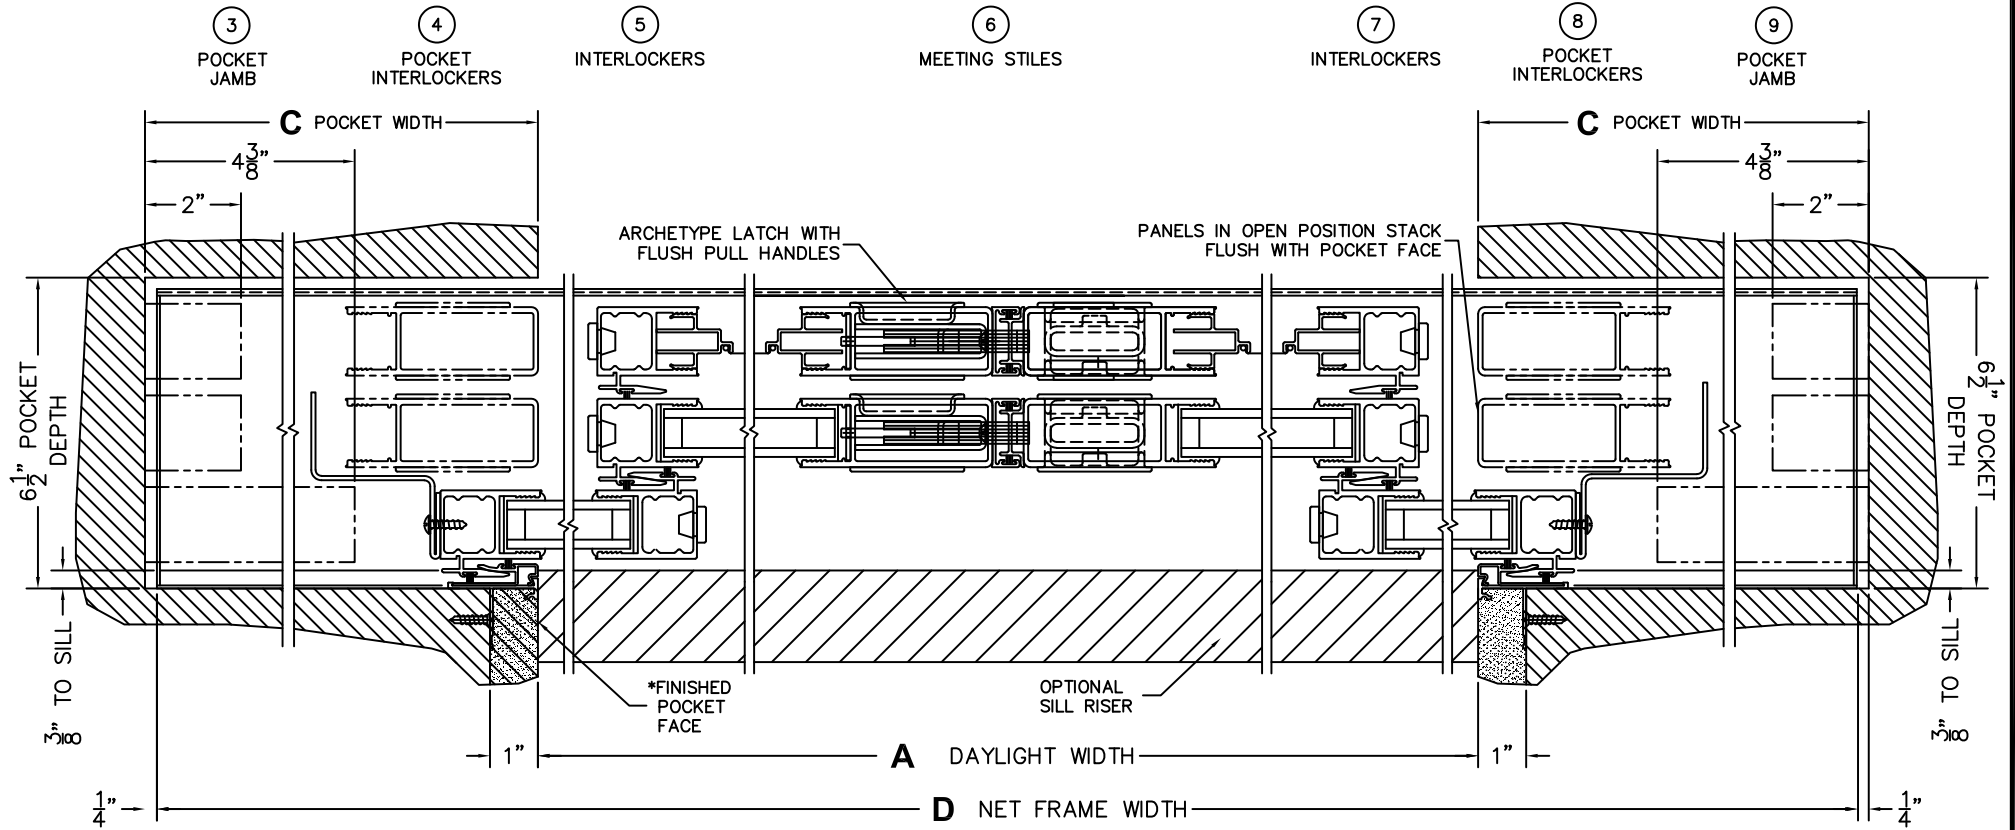 3
POCKET
JAMB
4
POCKET
INTERLOCKERS
5
INTERLOCKERS
6
MEETING STILES
7
INTERLOCKERS
8
POCKET
INTERLOCKERS
9
POCKET
JAMB
C POCKET WIDTH
C POCKET WIDTH
4 3/8"
4 3/8"
2"
2"
ARCHETYPE LATCH WITH
FLUSH PULL HANDLES
PANELS IN OPEN POSITION STACK
FLUSH WITH POCKET FACE
6 1/2" POCKET
DEPTH
6 1/2" POCKET
DEPTH
3/8" TO SILL
3/8" TO SILL
*FINISHED
POCKET
FACE
OPTIONAL
SILL RISER
1"
A DAYLIGHT WIDTH
1"
1/4"
D NET FRAME WIDTH
1/4"